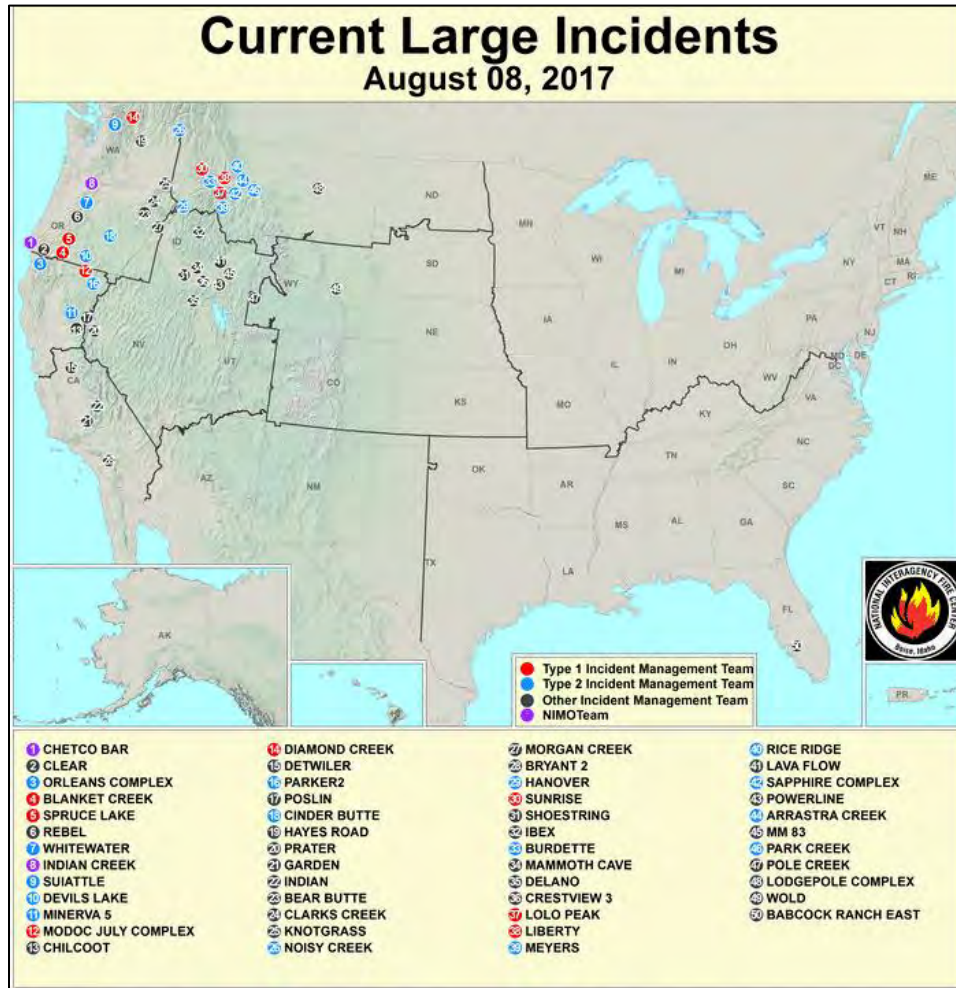 Current Large Incidents
August 08, 2017
WA
OR
ID
NV
UT
CA
AZ
NM
WY
CO
ND
SD
NE
KS
OK
TX
MN
WI
IA
MO
AR
LA
MS
AL
GA
FL
TN
KY
IL
IN
MI
OH
WV
VA
NC
SC
PA
NY
VT
NH
ME
MA
CT
RI
NJ
DE
MD
DC
AK
PR
NATIONAL INTERAGENCY FIRE CENTER
Boise, Idaho
Type 1 Incident Management Team
Type 2 Incident Management Team
Other Incident Management Team
NIMOTeam
1 CHETCO BAR
2 CLEAR
3 ORLEANS COMPLEX
4 BLANKET CREEK
5 SPRUCE LAKE
6 REBEL
7 WHITEWATER
8 INDIAN CREEK
9 SUIATTLE
10 DEVILS LAKE
11 MINERVA 5
12 MODOC JULY COMPLEX
13 CHILCOOT
14 DIAMOND CREEK
15 DETWILER
16 PARKER2
17 POSLIN
18 CINDER BUTTE
19 HAYES ROAD
20 PRATER
21 GARDEN
22 INDIAN
23 BEAR BUTTE
24 CLARKS CREEK
25 KNOTGRASS
26 NOISY CREEK
27 MORGAN CREEK
28 BRYANT 2
29 HANOVER
30 SUNRISE
31 SHOESTRING
32 IBEX
33 BURDETTE
34 MAMMOTH CAVE
35 DELANO
36 CRESTVIEW 3
37 LOLO PEAK
38 LIBERTY
39 MEYERS
40 RICE RIDGE
41 LAVA FLOW
42 SAPPHIRE COMPLEX
43 POWERLINE
44 ARRASTRA CREEK
45 MM 83
46 PARK CREEK
47 POLE CREEK
48 LODGEPOLE COMPLEX
49 WOLD
50 BABCOCK RANCH EAST